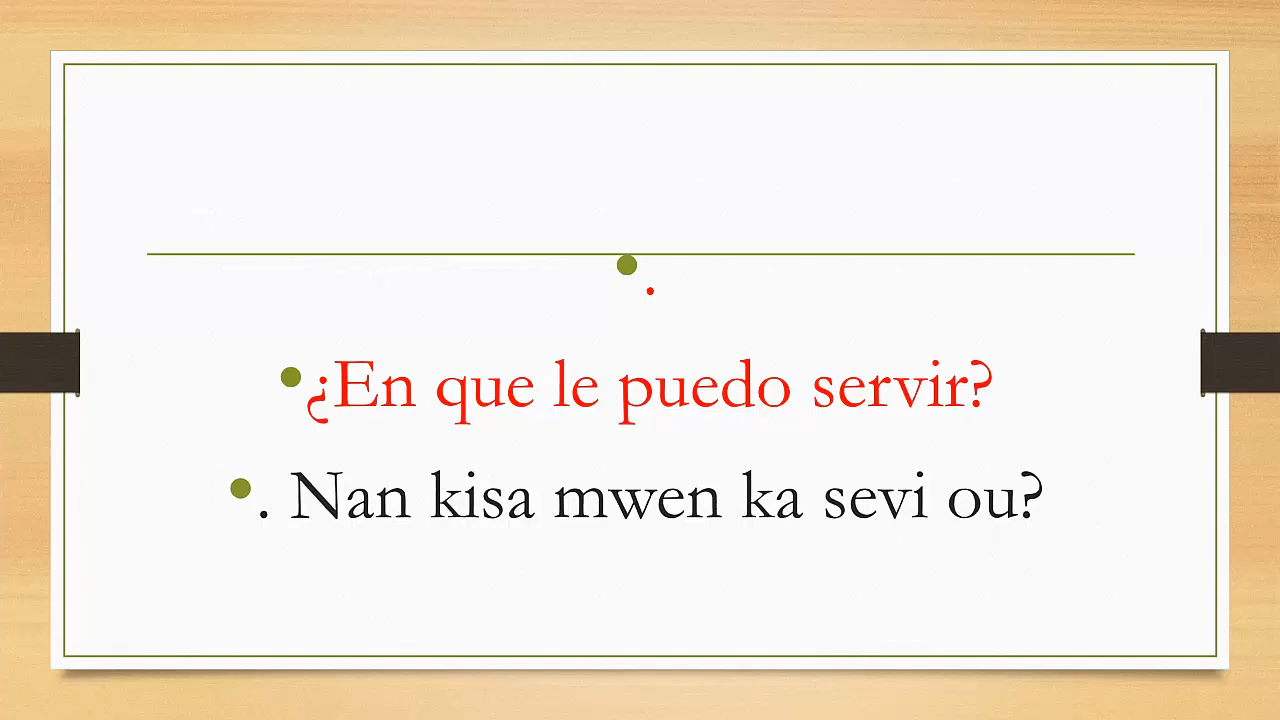 .
¿En que le puedo servir?
. Nan kisa mwen ka sevi ou?